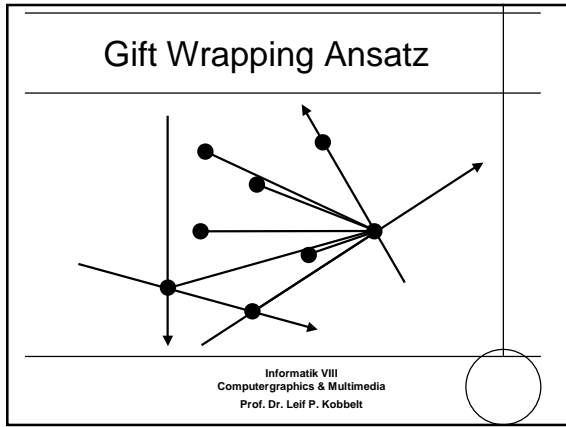 Gift Wrapping Ansatz
Informatik VIII
Computergraphics & Multimedia
Prof. Dr. Leif P. Kobbelt